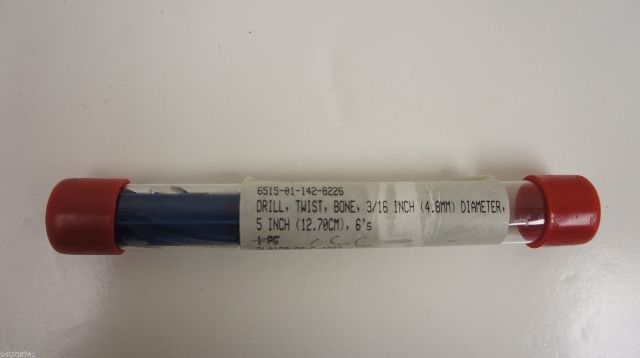 6515-01-142-8226
DRILL, TWIST, BONE, 3/16 INCH (4.8MM) DIAMETER,
5 INCH (12.70CM), 6's
1 PG